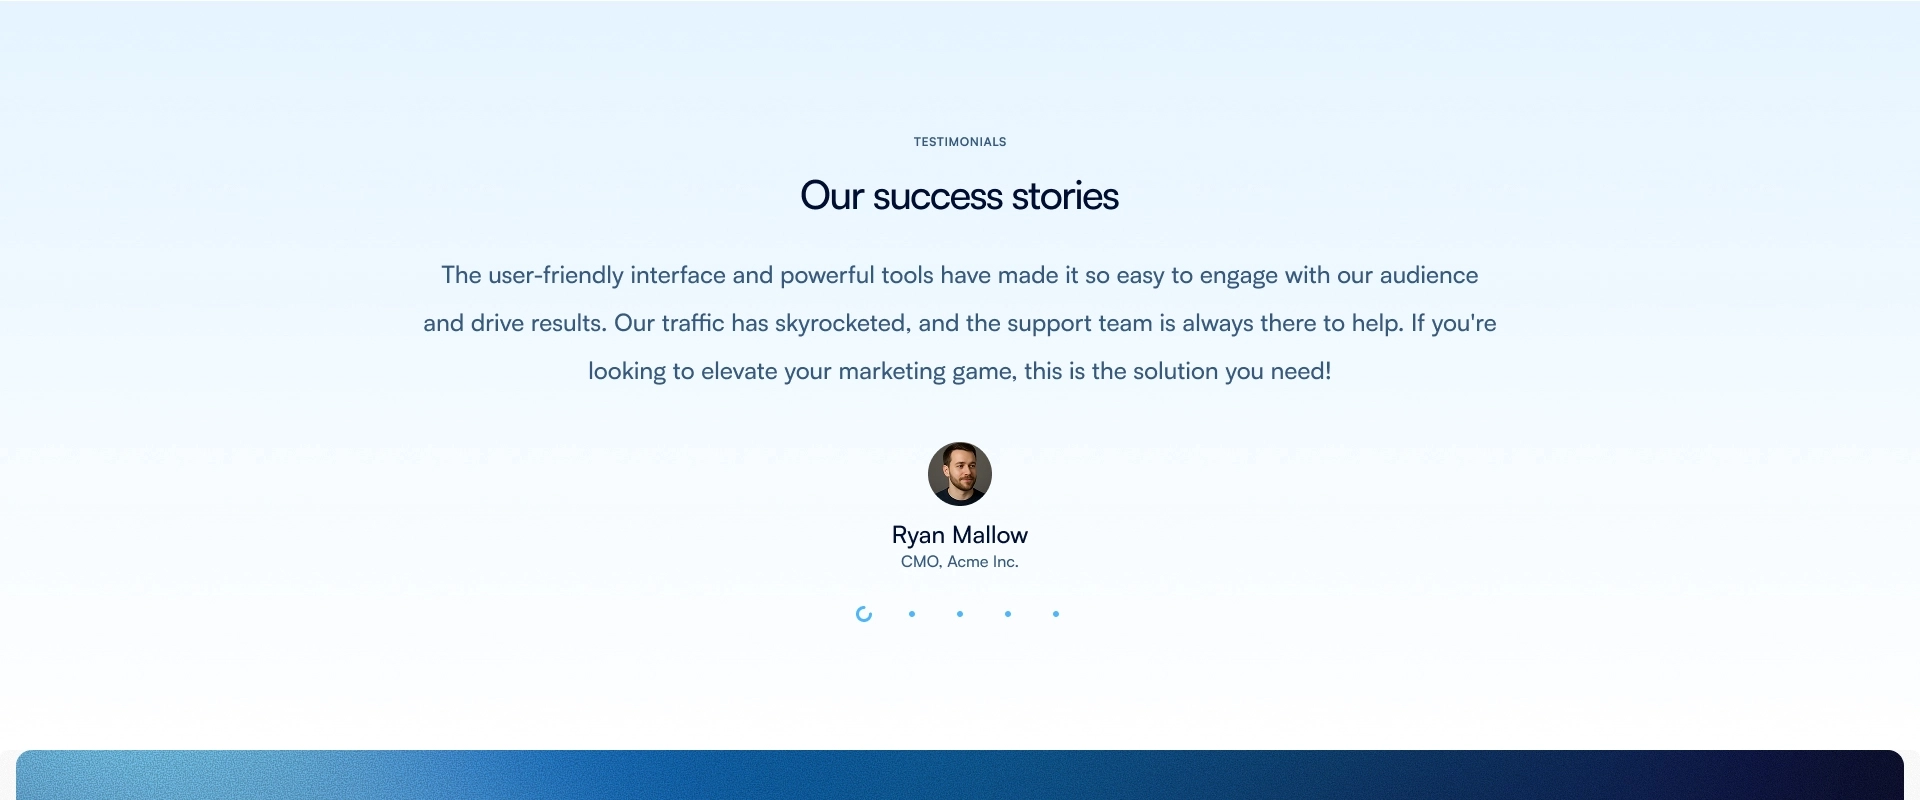 TESTIMONIALS
Our success stories
The user-friendly interface and powerful tools have made it so easy to engage with our audience
and drive results. Our traffic has skyrocketed, and the support team is always there to help. If you're
looking to elevate your marketing game, this is the solution you need!
Ryan Mallow
CMO, Acme Inc.